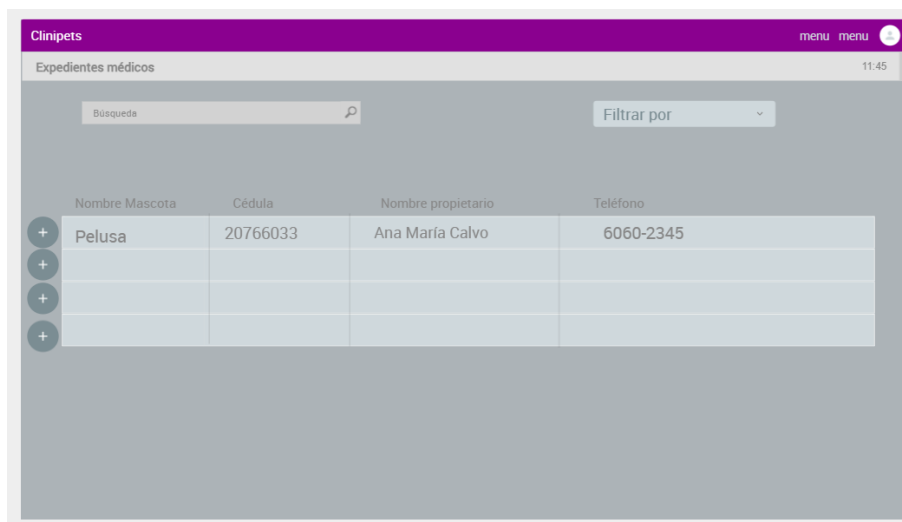 Clinipets menu menu
Expedientes médicos 11:45
Búsqueda Filtrar por
Nombre Mascota Cédula Nombre propietario Teléfono
+ Pelusa 20766033 Ana María Calvo 6060-2345
+
+
+